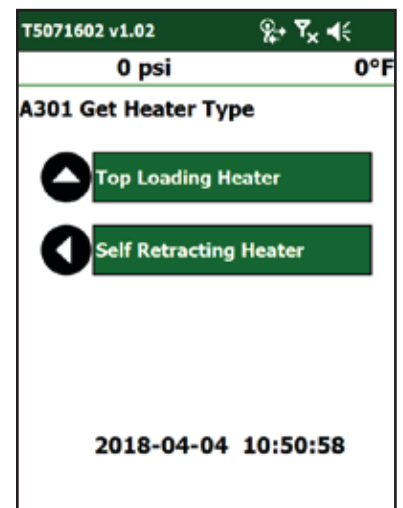 T5071602 v1.02
0 psi 0°F
A301 Get Heater Type
Top Loading Heater
Self Retracting Heater
2018-04-04 10:50:58